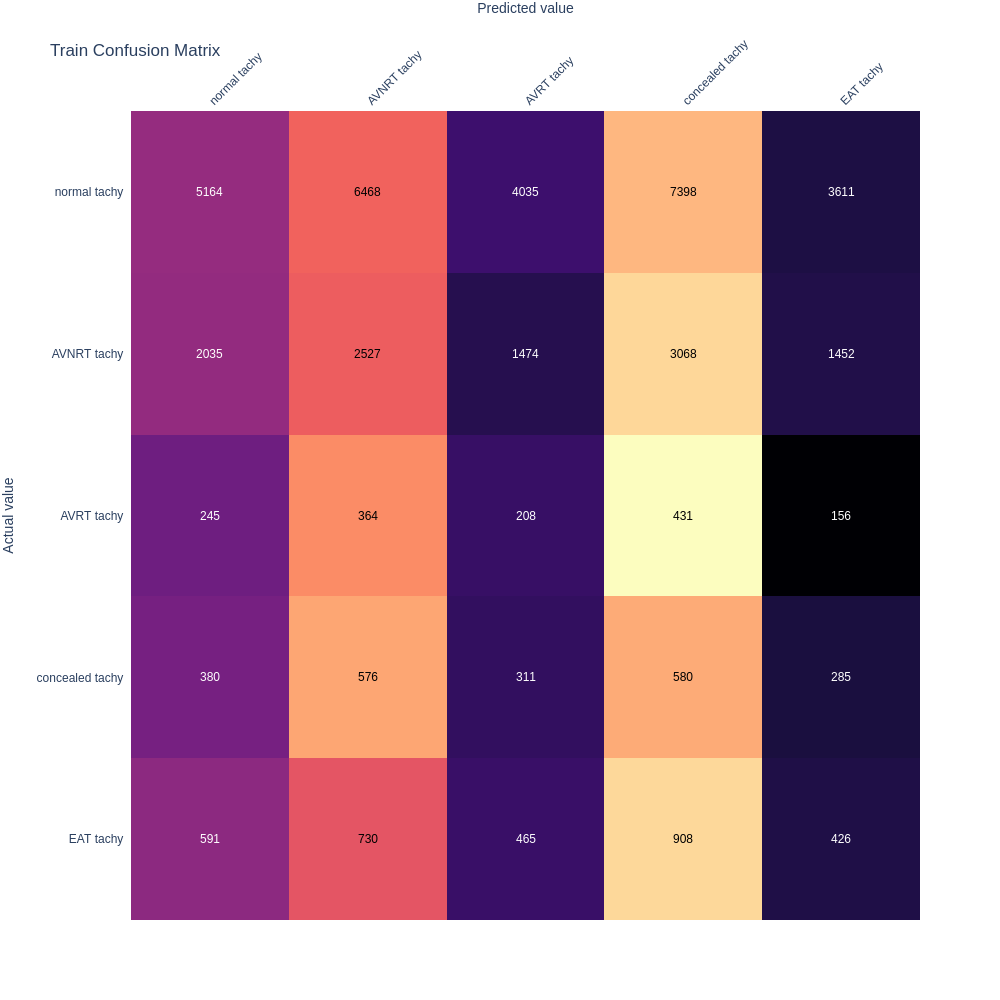 Predicted value
Train Confusion Matrix
normal tachy AVNRT tachy AVRT tachy concealed tachy EAT tachy
normal tachy 5164 6468 4035 7398 3611
AVNRT tachy 2035 2527 1474 3068 1452
Actual value
AVRT tachy 245 364 208 431 156
concealed tachy 380 576 311 580 285
EAT tachy 591 730 465 908 426